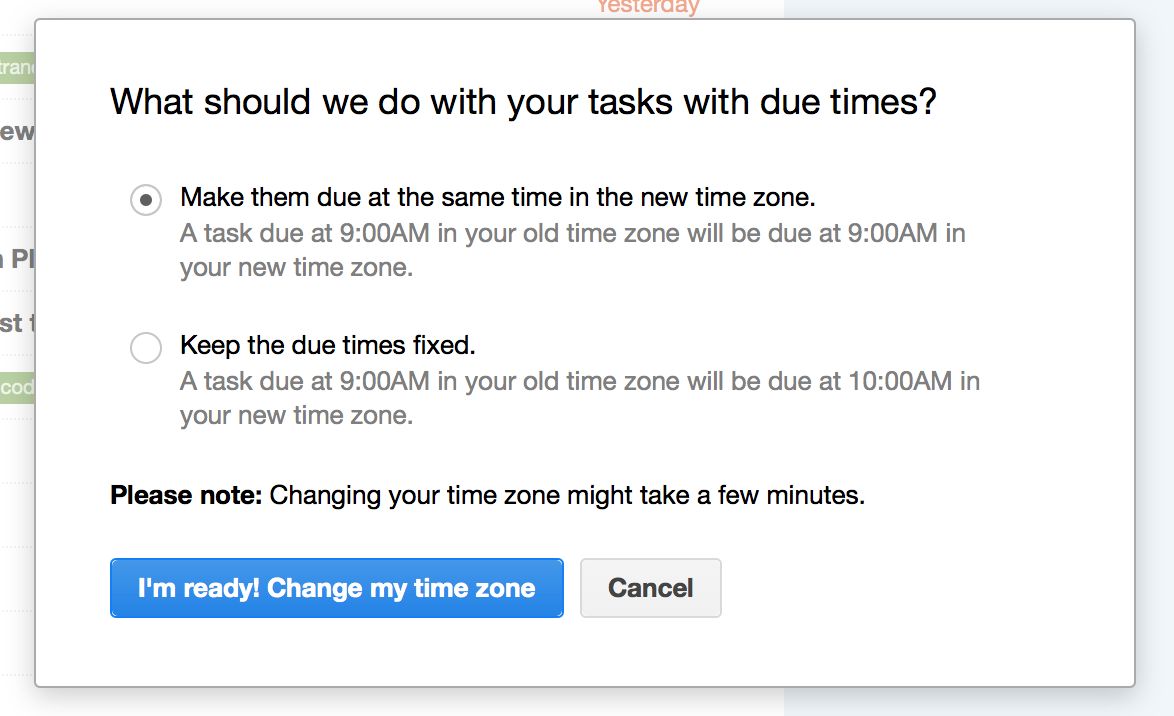 Yesterday
What should we do with your tasks with due times?
Make them due at the same time in the new time zone.
A task due at 9:00AM in your old time zone will be due at 9:00AM in
your new time zone.
Keep the due times fixed.
A task due at 9:00AM in your old time zone will be due at 10:00AM in
your new time zone.
Please note: Changing your time zone might take a few minutes.
I'm ready! Change my time zone
Cancel